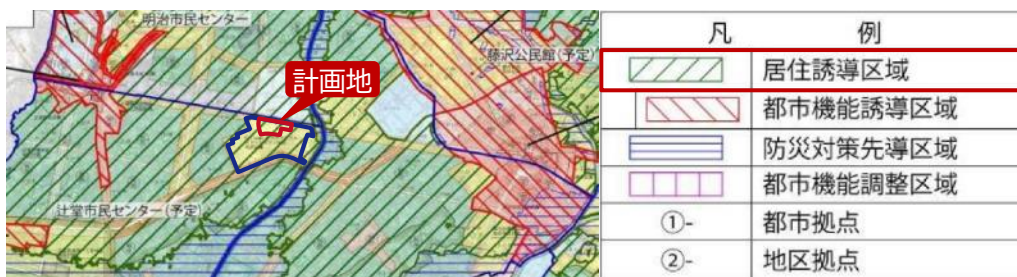 明治市民センター
藤沢公民館(予定)
計画地
辻堂市民センター(予定)
凡 例
居住誘導区域
都市機能誘導区域
防災対策先導区域
都市機能調整区域
①- 都市拠点
②- 地区拠点